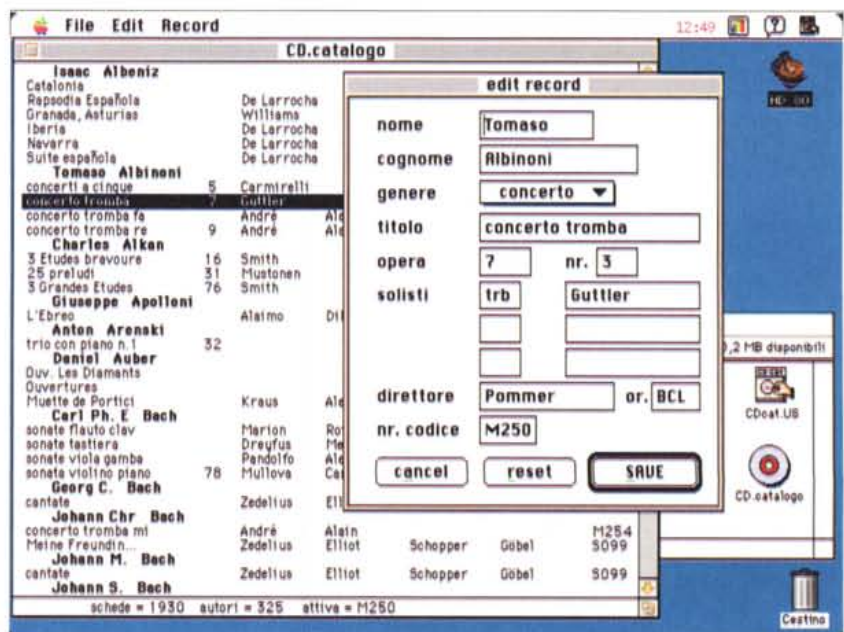 File Edit Record 12:49
CD.catalogo
Isaac Albeniz
Catalonia
Rapsodia Española De Larrocha
Granada, Asturias Williams
Iberia De Larrocha
Navarra De Larrocha
Suite española De Larrocha
Tomaso Albinoni
concerti a cinque 5 Carmirelli
concerto tromba 7 Guttler
concerto tromba fa André Ala
concerto tromba re 9 André Ala
Charles Alkan
3 Etudes bravoure 16 Smith
25 preludi 31 Mustonen
3 Grandes Etudes 76 Smith
Giuseppe Apolloni
L'Ebreo Alaimo
Anton Arenski
trio con piano n.1 32
Daniel Auber
Ouv. Les Diamants
Ouvertures
Muette de Portici Kraus
Carl Ph. E Bach
sonate flauto clav Marion
sonate tastiera Dreyfus
sonate viola gamba Pandolfo
sonata violino piano 78 Mullova
Georg C. Bach
cantate Zedelius
Johann Chr Bach
concerto tromba mi André Alain M254
Meine Freundin... Zedelius Elliot Schopper Göbel S099
Johann M. Bach
cantate Zedelius Elliot Schopper Göbel S099
Johann S. Bach
schede = 1930 autori = 325 attiva = M250
edit record
nome Tomaso
cognome Albinoni
genere concerto
titolo concerto tromba
opera 7 nr. 3
solisti trb Guttler
direttore Pommer or. BCL
nr. codice M250
cancel reset SAVE
HD 80
,2 MB disponibili
CDcat.UB
CD.catalogo
Cestino